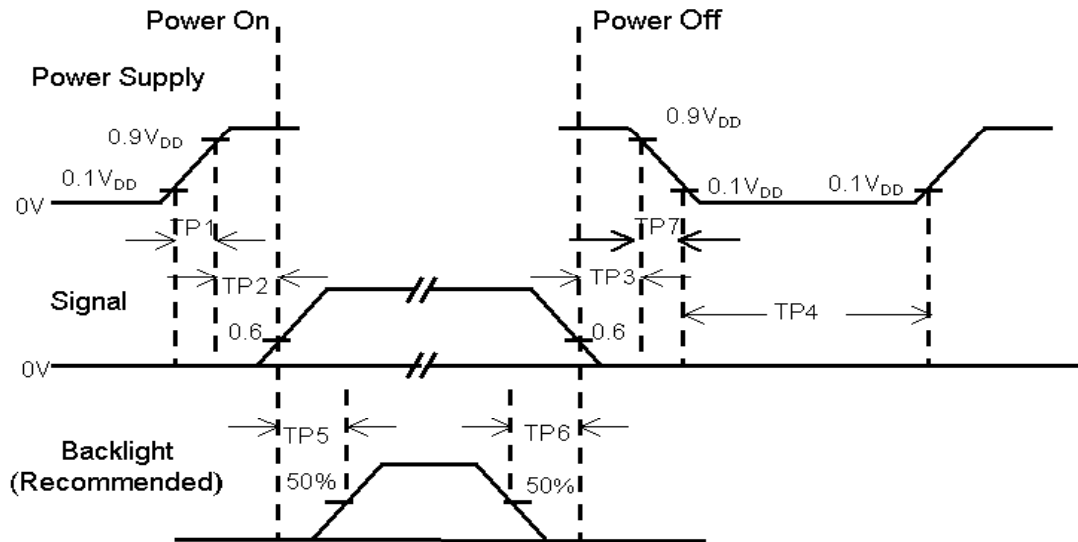 Power On
Power Off
Power Supply
0.9VDD
0.9VDD
0.1VDD
0.1VDD
0.1VDD
0V
TP1
TP7
TP2
TP3
Signal
TP4
0.6
0.6
0V
TP5
TP6
Backlight
(Recommended)
50%
50%